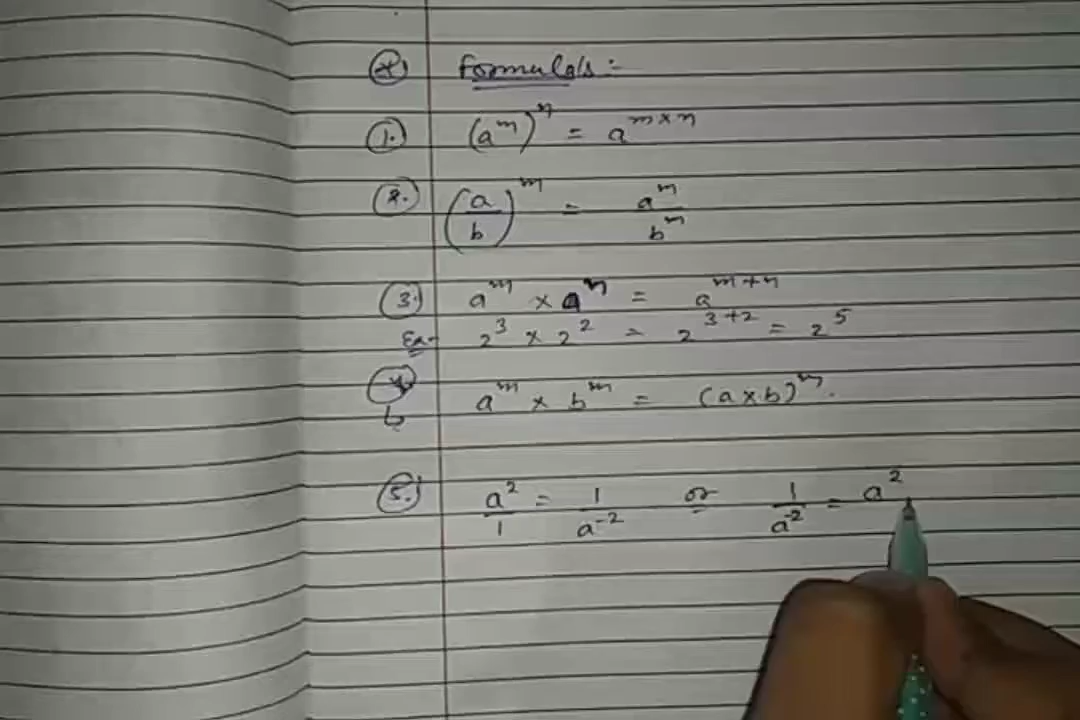 * Formula's :-
1. (a^m)^n = a^(m×n)
2. (a/b)^m = a^m/b^m
3. a^m × a^n = a^(m+n)
Ex- 2^3 × 2^2 = 2^(3+2) = 2^5
4. a^m × b^m = (a×b)^m.
b
5. a^2/1 = 1/a^-2 or 1/a^-2 = a^2